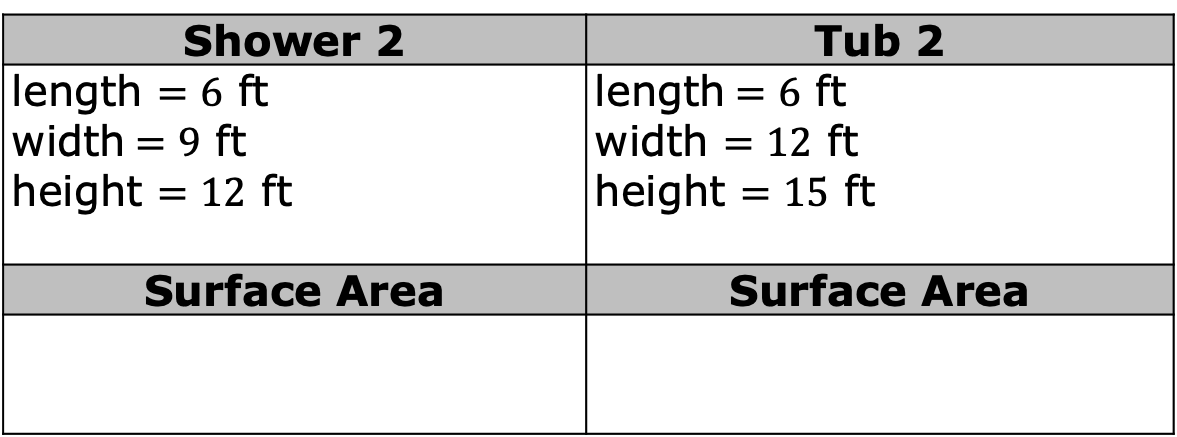 Shower 2
Tub 2
length = 6 ft
width = 9 ft
height = 12 ft
length = 6 ft
width = 12 ft
height = 15 ft
Surface Area
Surface Area